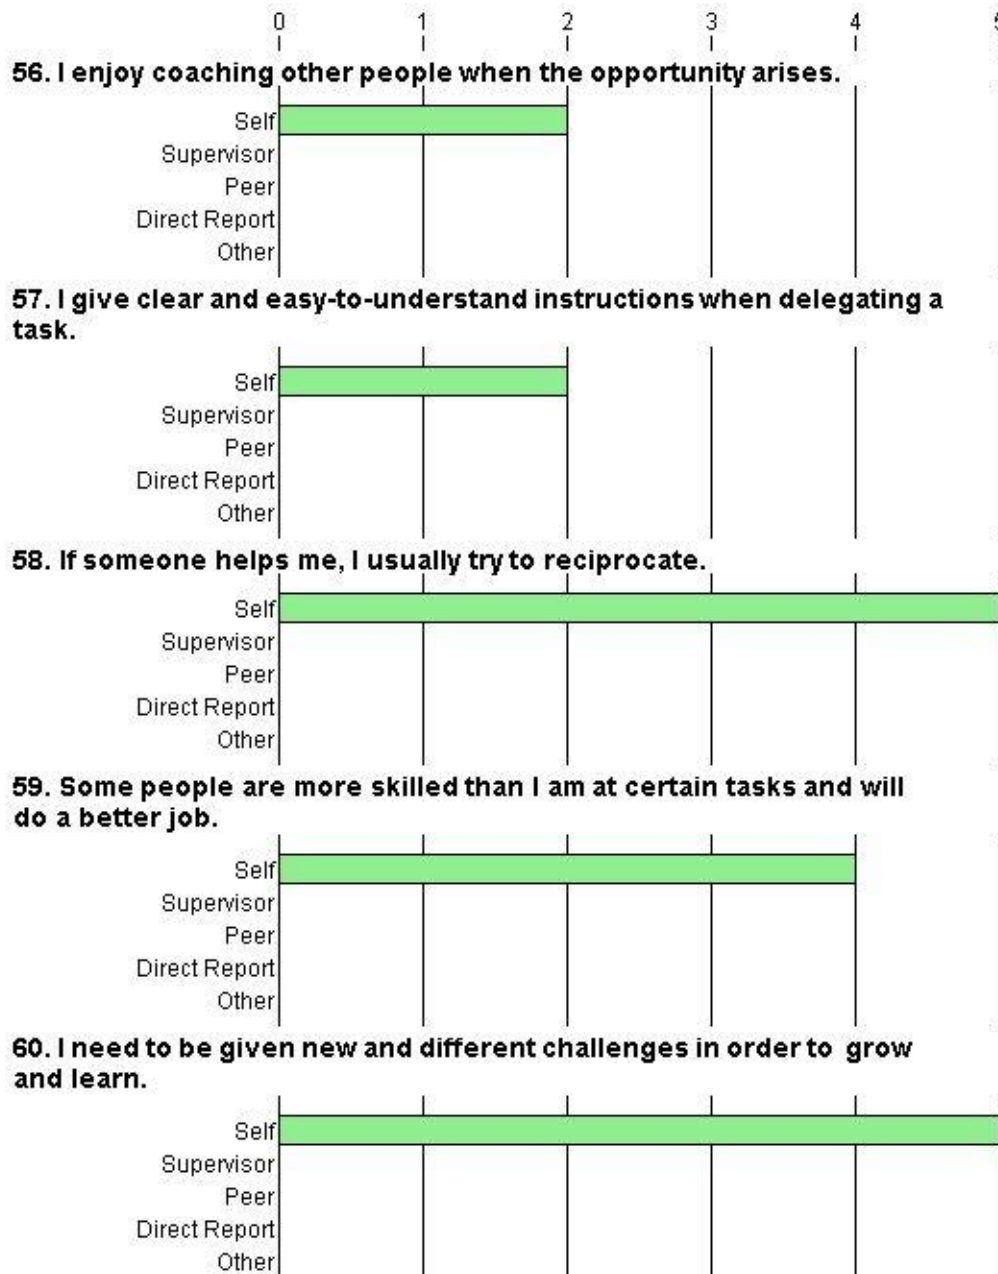 0 1 2 3 4 5
56. I enjoy coaching other people when the opportunity arises.
Self
Supervisor
Peer
Direct Report
Other
57. I give clear and easy-to-understand instructions when delegating a
task.
Self
Supervisor
Peer
Direct Report
Other
58. If someone helps me, I usually try to reciprocate.
Self
Supervisor
Peer
Direct Report
Other
59. Some people are more skilled than I am at certain tasks and will
do a better job.
Self
Supervisor
Peer
Direct Report
Other
60. I need to be given new and different challenges in order to grow
and learn.
Self
Supervisor
Peer
Direct Report
Other